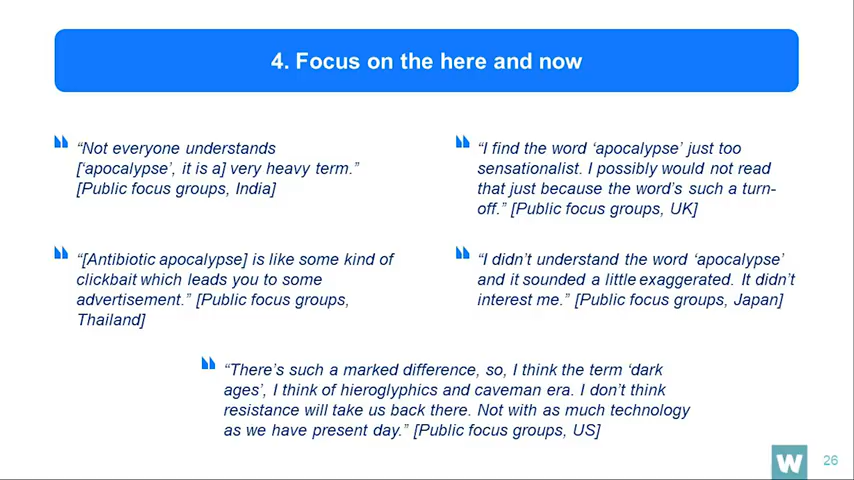 4. Focus on the here and now
“Not everyone understands
[‘apocalypse’, it is a] very heavy term.”
[Public focus groups, India]
“I find the word ‘apocalypse’ just too
sensationalist. I possibly would not read
that just because the word’s such a turn-
off.” [Public focus groups, UK]
“[Antibiotic apocalypse] is like some kind of
clickbait which leads you to some
advertisement.” [Public focus groups,
Thailand]
“I didn’t understand the word ‘apocalypse’
and it sounded a little exaggerated. It didn’t
interest me.” [Public focus groups, Japan]
“There’s such a marked difference, so, I think the term ‘dark
ages’, I think of hieroglyphics and caveman era. I don’t think
resistance will take us back there. Not with as much technology
as we have present day.” [Public focus groups, US]
W
26